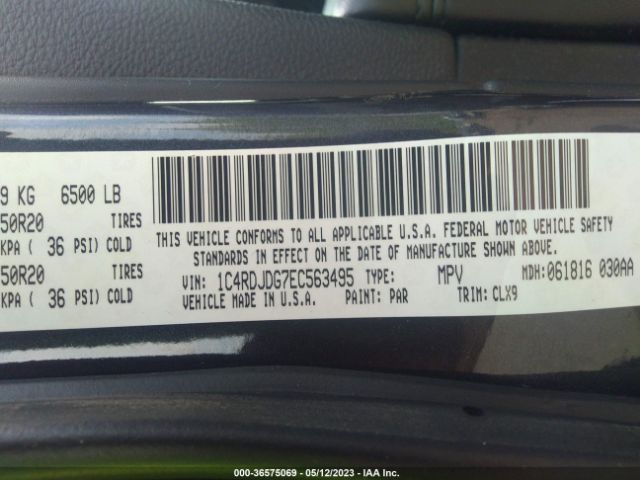 9 KG 6500 LB
50R20 TIRES
KPA ( 36 PSI) COLD
50R20 TIRES
KPA ( 36 PSI) COLD
THIS VEHICLE CONFORMS TO ALL APPLICABLE U.S.A. FEDERAL MOTOR VEHICLE SAFETY
STANDARDS IN EFFECT ON THE DATE OF MANUFACTURE SHOWN ABOVE.
VIN: 1C4RDJDG7EC563495 TYPE: MPV MDH: 061816 030AA
VEHICLE MADE IN U.S.A. PAINT: PAR TRIM: CLX9
000-36575069 - 05/12/2023 - IAA Inc.